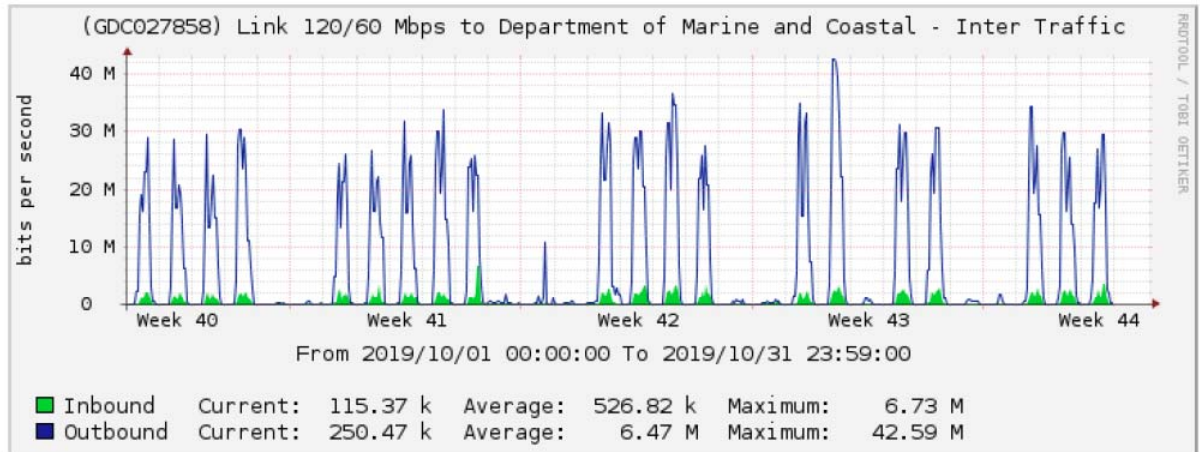 (GDC027858) Link 120/60 Mbps to Department of Marine and Coastal - Inter Traffic
RRDTOOL / TOBI OETIKER
bits per second
40 M
30 M
20 M
10 M
0
Week 40 Week 41 Week 42 Week 43 Week 44
From 2019/10/01 00:00:00 To 2019/10/31 23:59:00
Inbound Current: 115.37 k Average: 526.82 k Maximum: 6.73 M
Outbound Current: 250.47 k Average: 6.47 M Maximum: 42.59 M